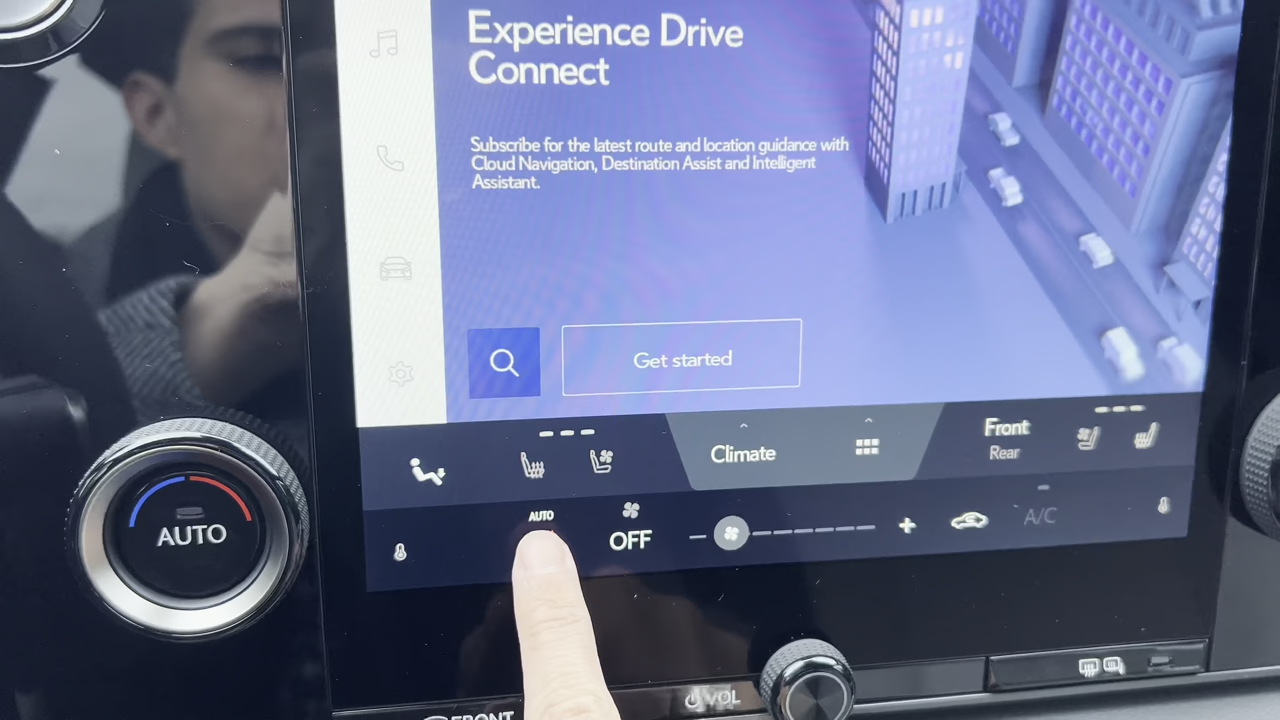 Experience Drive
Connect
Subscribe for the latest route and location guidance with
Cloud Navigation, Destination Assist and Intelligent
Assistant.
Get started
Climate
Front
Rear
AUTO
AUTO
OFF
A/C
VOL
FRONT